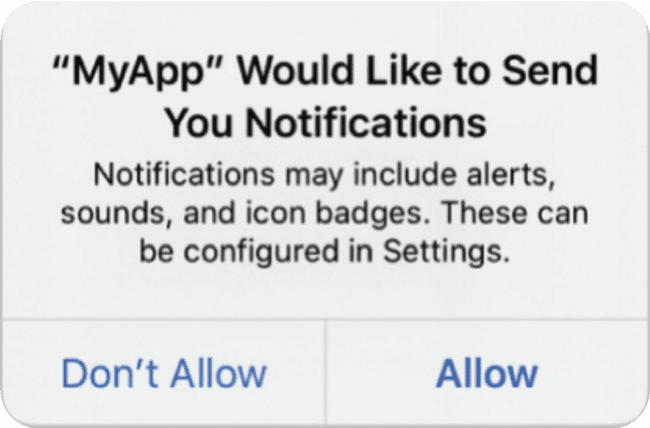 “MyApp” Would Like to Send
You Notifications
Notifications may include alerts,
sounds, and icon badges. These can
be configured in Settings.
Don’t Allow
Allow